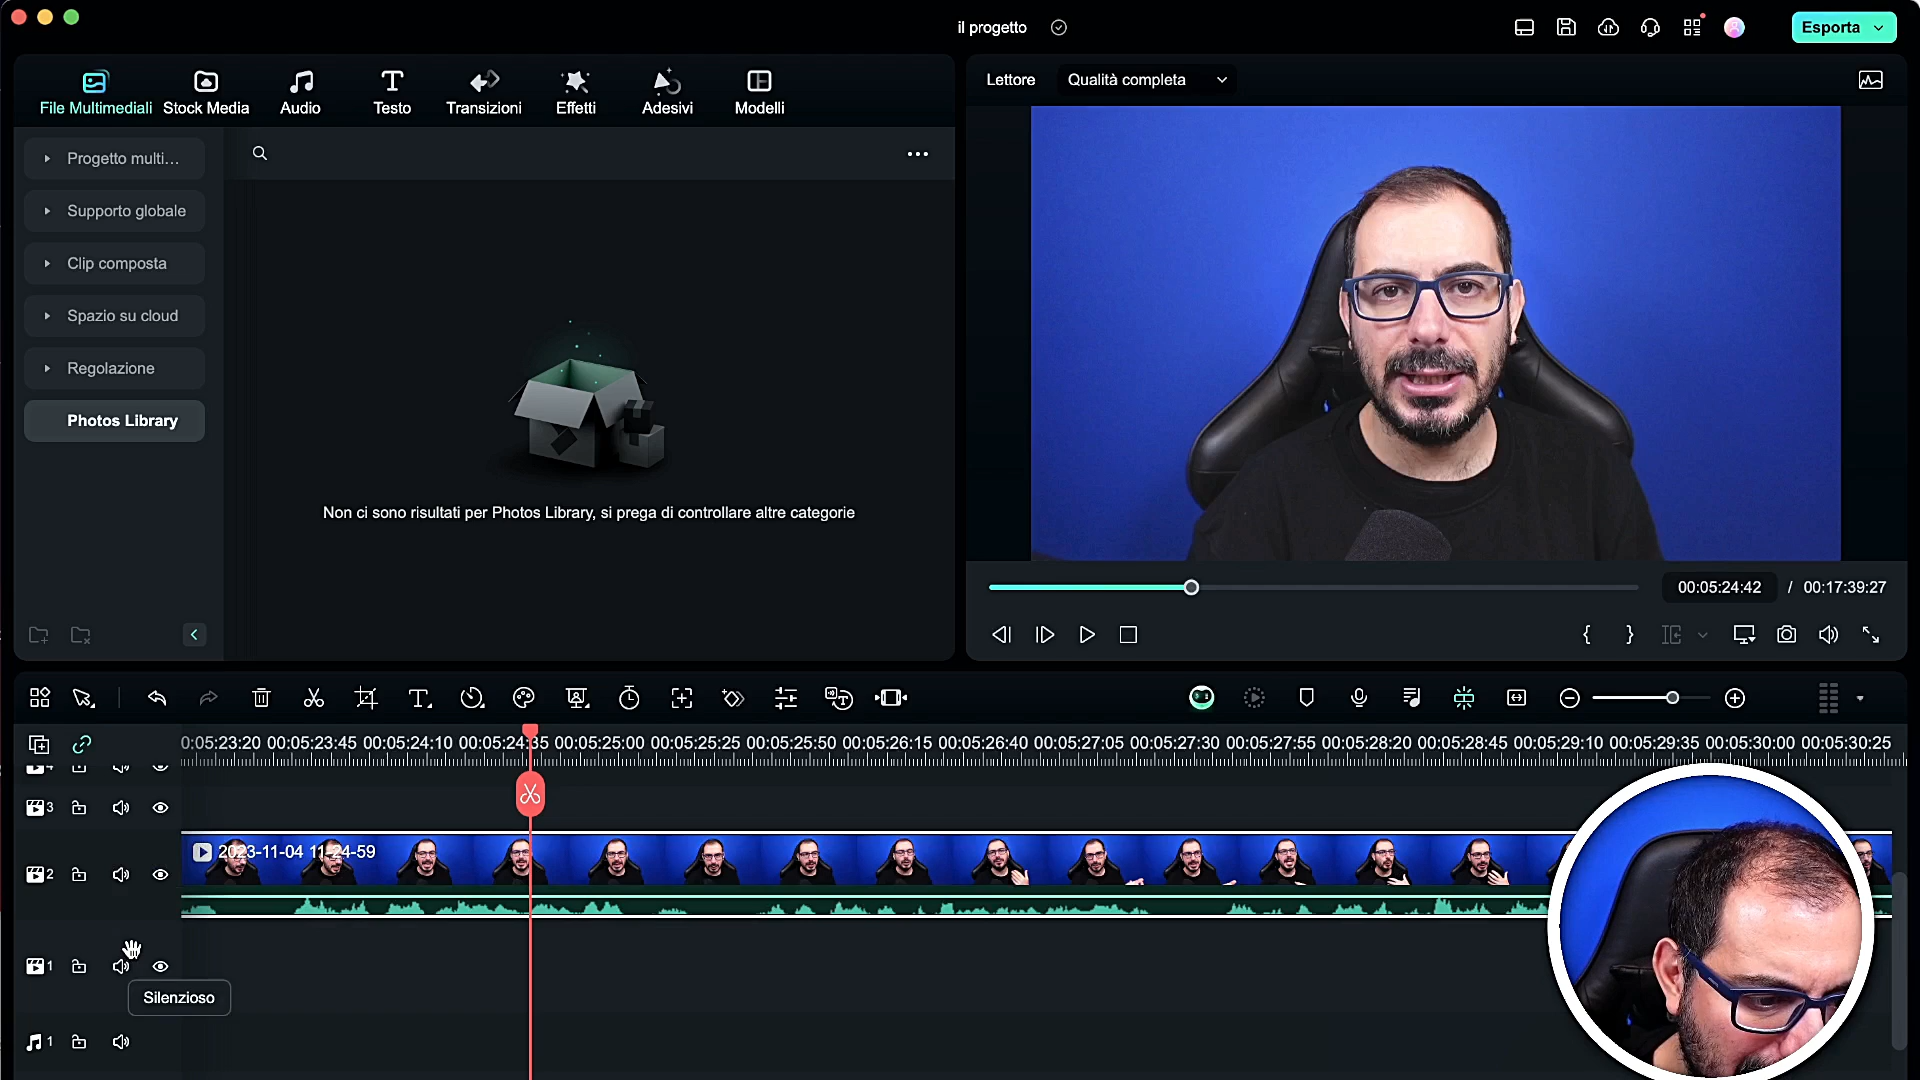 il progetto
Esporta
File Multimediali
Stock Media
Audio
Testo
Transizioni
Effetti
Adesivi
Modelli
Lettore
Qualità completa
Progetto multi...
Supporto globale
Clip composta
Spazio su cloud
Regolazione
Photos Library
Non ci sono risultati per Photos Library, si prega di controllare altre categorie
00:05:24:42 / 00:17:39:27
0:05:23:20 00:05:23:45 00:05:24:10 00:05:24:35 00:05:25:00 00:05:25:25 00:05:25:50 00:05:26:15 00:05:26:40 00:05:27:05 00:05:27:30 00:05:27:55 00:05:28:20 00:05:28:45 00:05:29:10 00:05:29:35 00:05:30:00 00:05:30:25
3
2023-11-04 11-24-59
2
1
Silenzioso
1